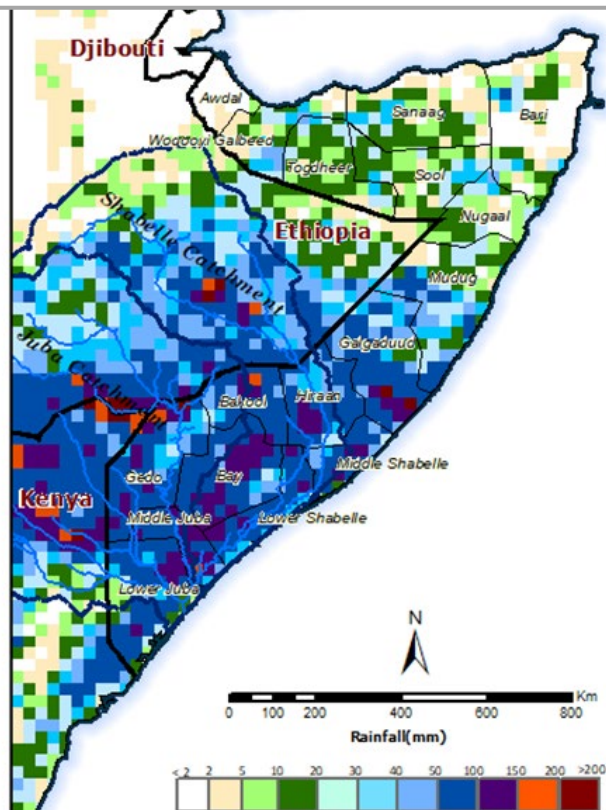 Djibouti
Awdal
Sanaag
Bari
Woqooyi Galbeed
Togdheer
Sool
Nugaal
Ethiopia
Shabelle Catchment
Mudug
Galgaduud
Juba Catchment
Bakool
Hiraan
Middle Shabelle
Gedo
Bay
Kenya
Middle Juba
Lower Shabelle
Lower Juba
N
Km
0 100 200 400 600 800
Rainfall(mm)
< 2 2 5 10 20 30 40 50 100 150 200 >200